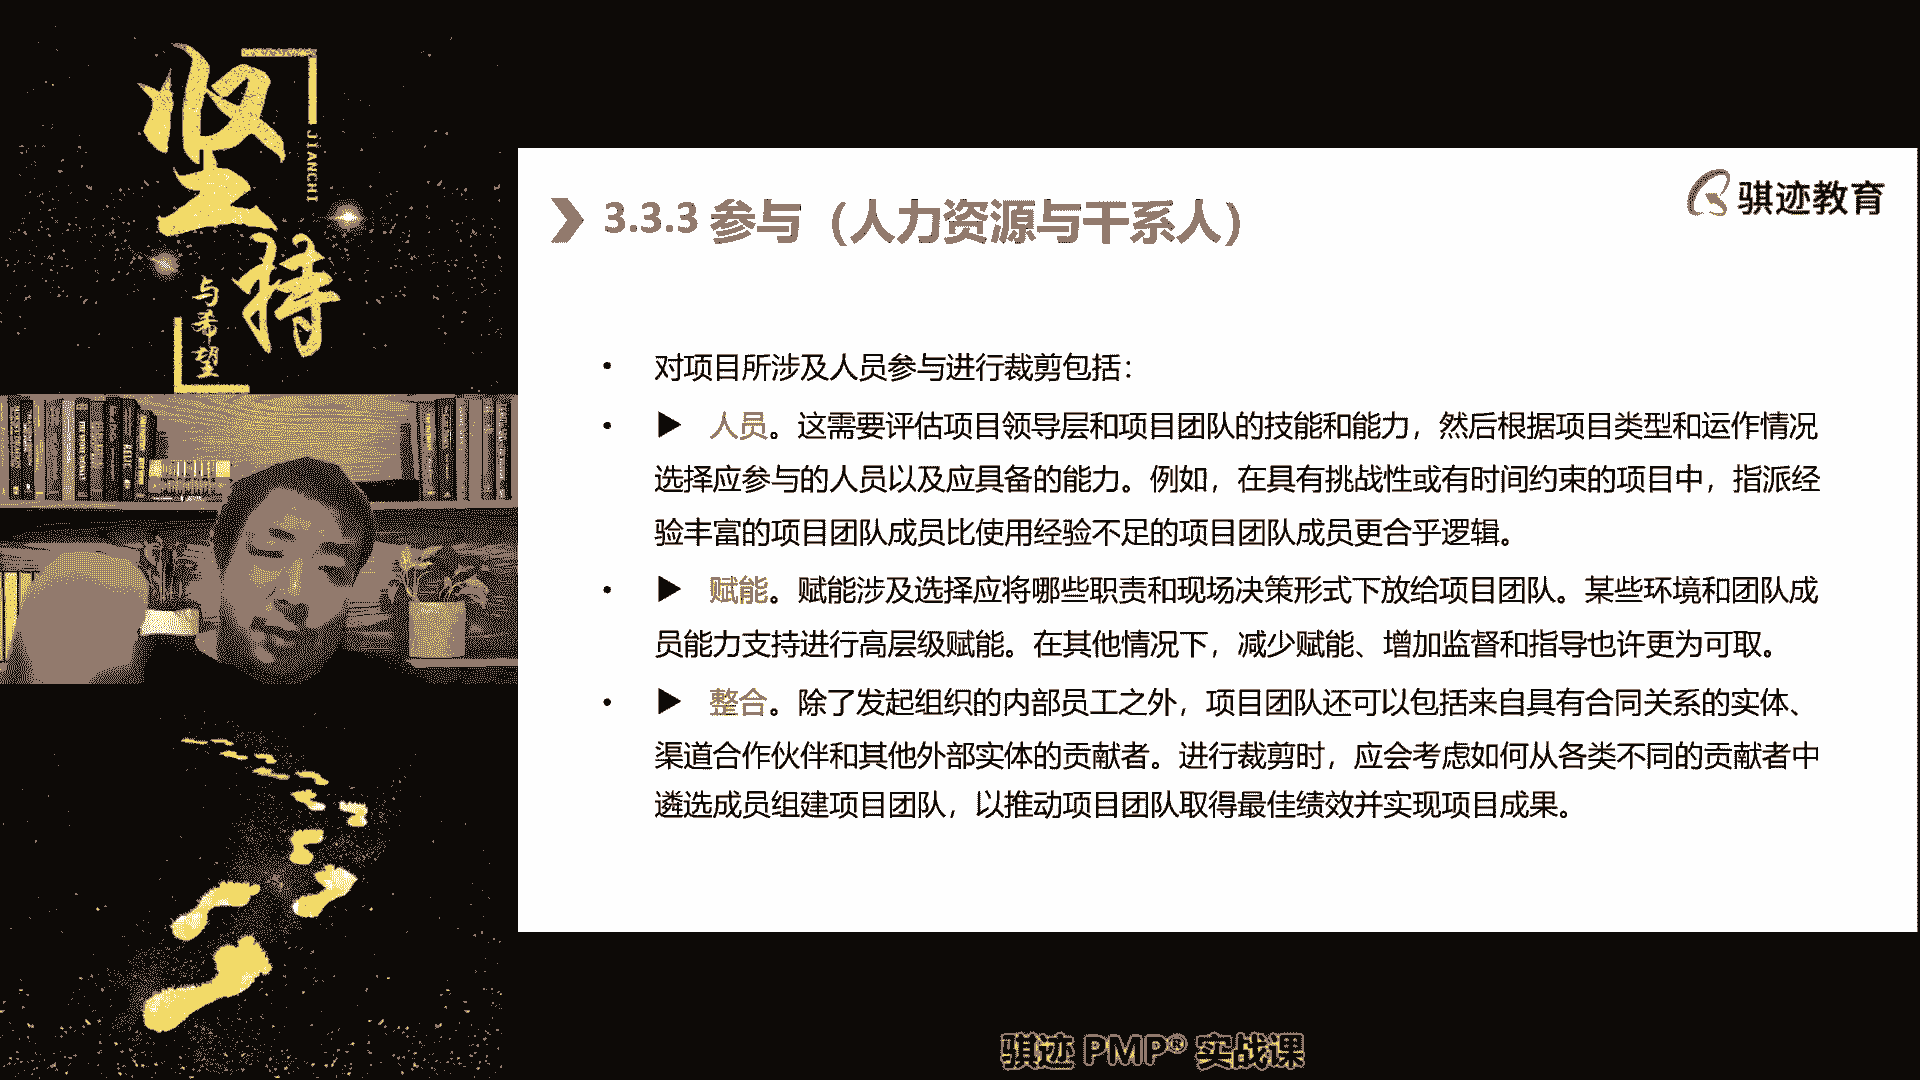 坚持
JIANCHI
与希望
骐迹教育
3.3.3 参与（人力资源与干系人）
• 对项目所涉及人员参与进行裁剪包括：
• ▶ 人员。这需要评估项目领导层和项目团队的技能和能力，然后根据项目类型和运作情况
选择应参与的人员以及应具备的能力。例如，在具有挑战性或有时间约束的项目中，指派经
验丰富的项目团队成员比使用经验不足的项目团队成员更合乎逻辑。
• ▶ 赋能。赋能涉及选择应将哪些职责和现场决策形式下放给项目团队。某些环境和团队成
员能力支持进行高层级赋能。在其他情况下，减少赋能、增加监督和指导也许更为可取。
• ▶ 整合。除了发起组织的内部员工之外，项目团队还可以包括来自具有合同关系的实体、
渠道合作伙伴和其他外部实体的贡献者。进行裁剪时，应会考虑如何从各类不同的贡献者中
遴选成员组建项目团队，以推动项目团队取得最佳绩效并实现项目成果。
骐迹 PMP® 实战课